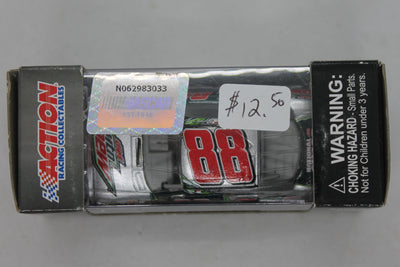 ACTION
RACING COLLECTABLES
N062983033
$12.50
88
WARNING:
CHOKING HAZARD - Small Parts.
Not for Children under 3 years.